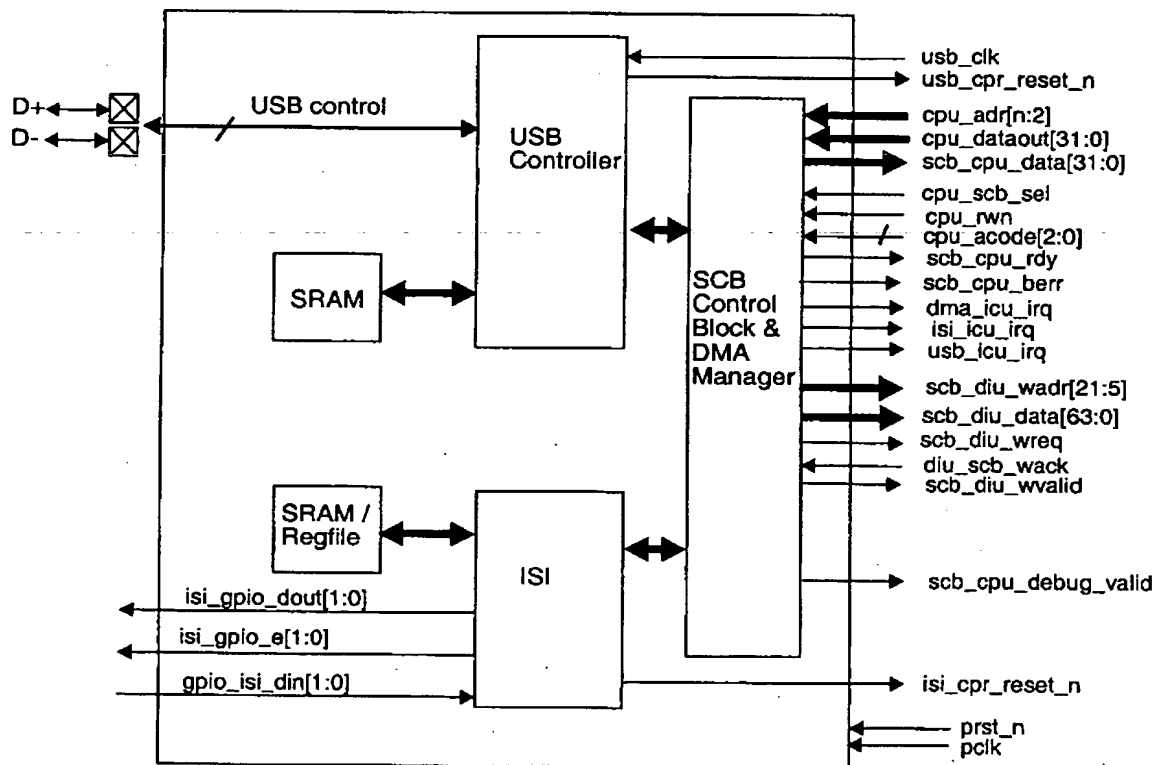 usb_clk
usb_cpr_reset_n
D+
D-
USB control
USB
Controller
cpu_adr[n:2]
cpu_dataout[31:0]
scb_cpu_data[31:0]
cpu_scb_sel
cpu_rwn
cpu_acode[2:0]
scb_cpu_rdy
scb_cpu_berr
dma_icu_irq
isi_icu_irq
usb_icu_irq
SRAM
SCB
Control
Block &
DMA
Manager
scb_diu_wadr[21:5]
scb_diu_data[63:0]
scb_diu_wreq
diu_scb_wack
scb_diu_wvalid
SRAM /
Regfile
ISI
scb_cpu_debug_valid
isi_gpio_dout[1:0]
isi_gpio_e[1:0]
gpio_isi_din[1:0]
isi_cpr_reset_n
prst_n
pclk